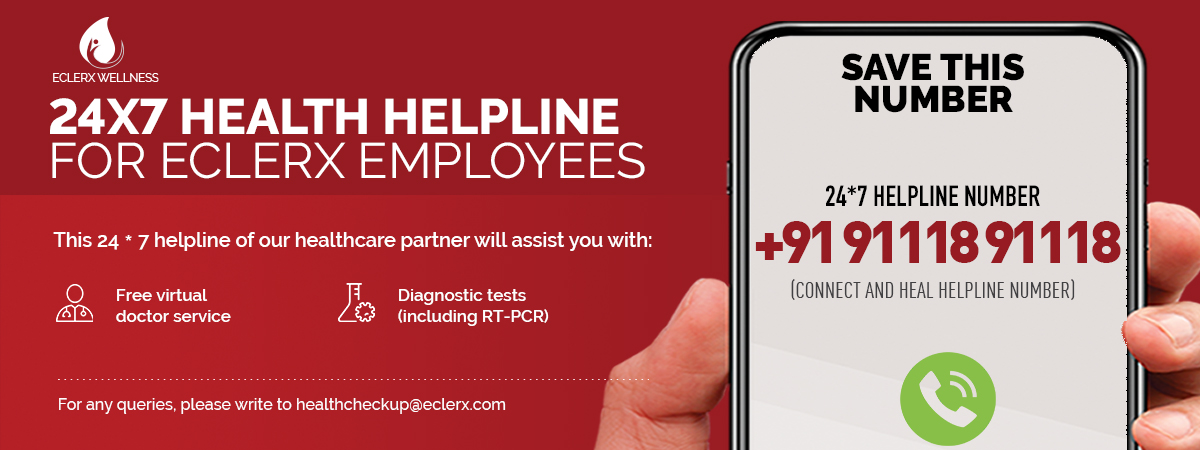 ECLERX WELLNESS
24X7 HEALTH HELPLINE
FOR ECLERX EMPLOYEES
This 24 * 7 helpline of our healthcare partner will assist you with:
Free virtual
doctor service
Diagnostic tests
(including RT-PCR)
For any queries, please write to healthcheckup@eclerx.com
SAVE THIS
NUMBER
24*7 HELPLINE NUMBER
+91 91118 91118
(CONNECT AND HEAL HELPLINE NUMBER)